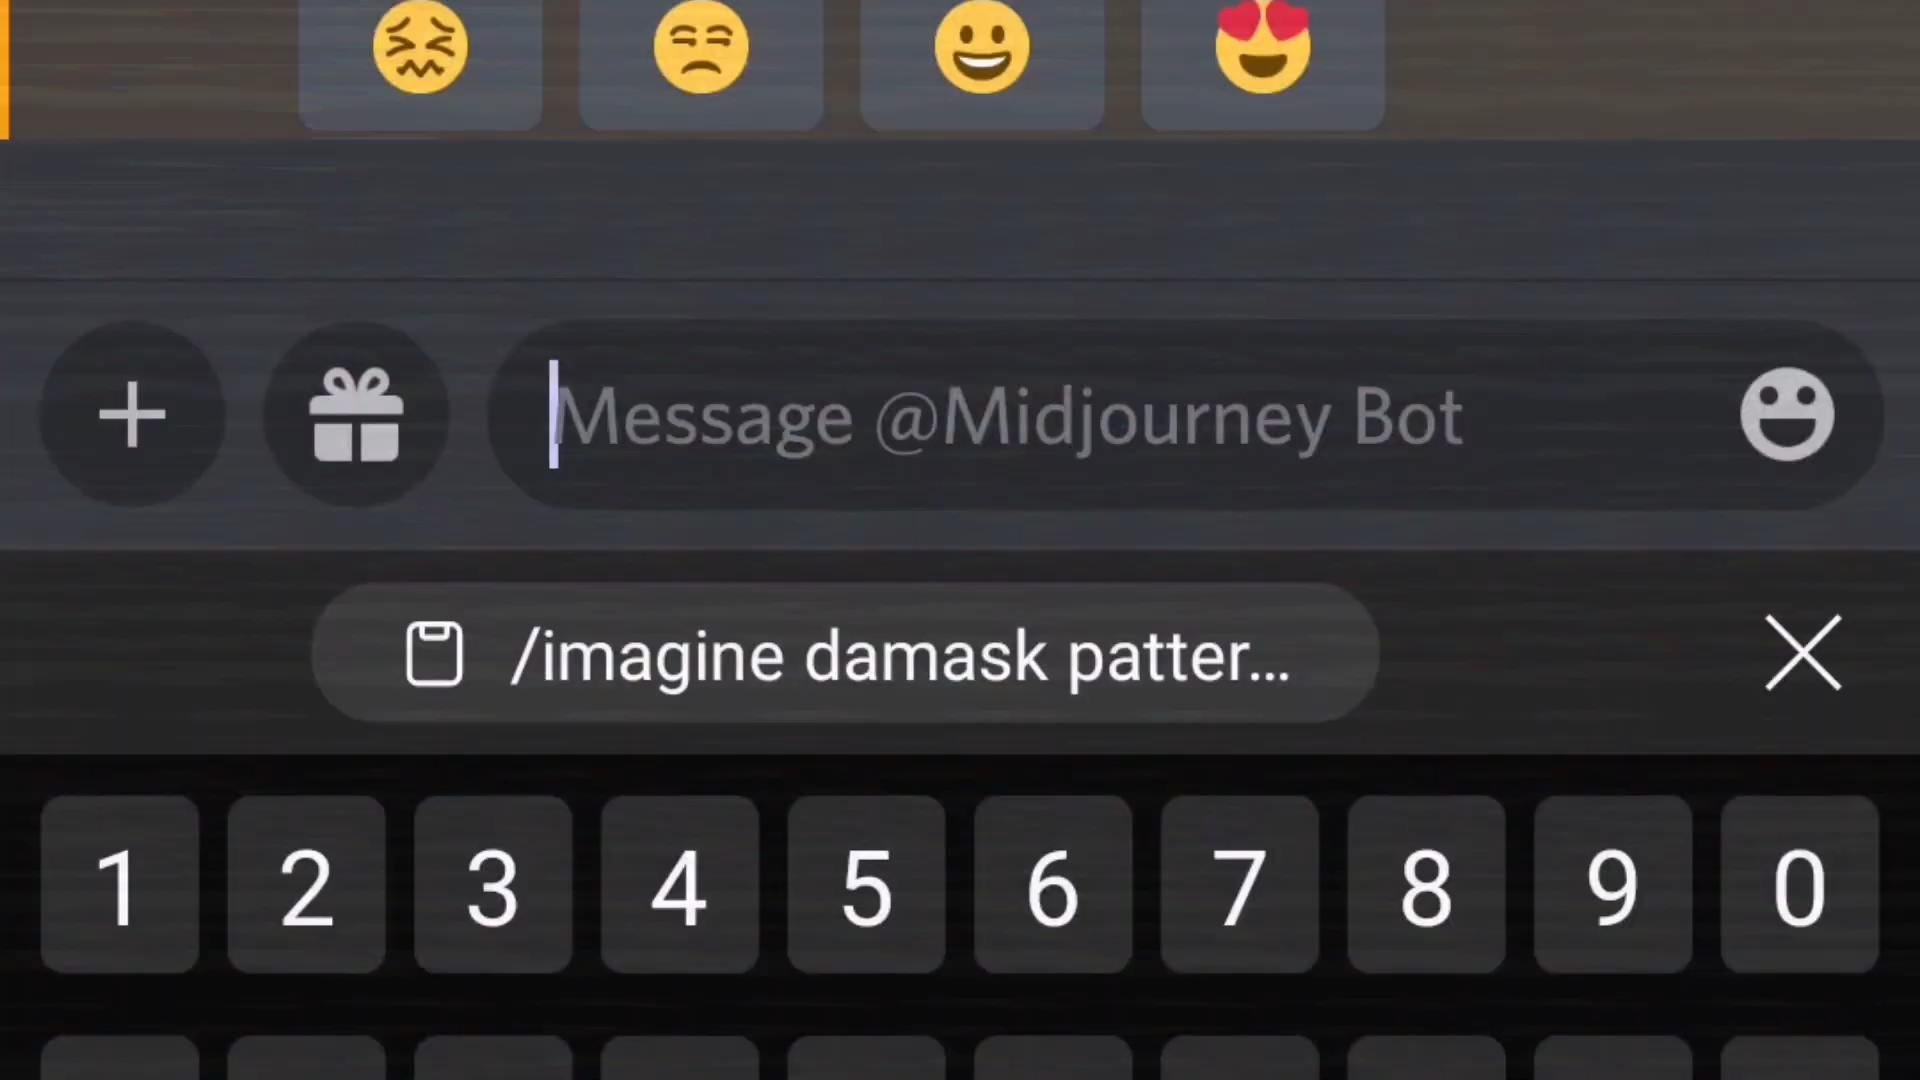 Message @Midjourney Bot
/imagine damask patter...
1 2 3 4 5 6 7 8 9 0